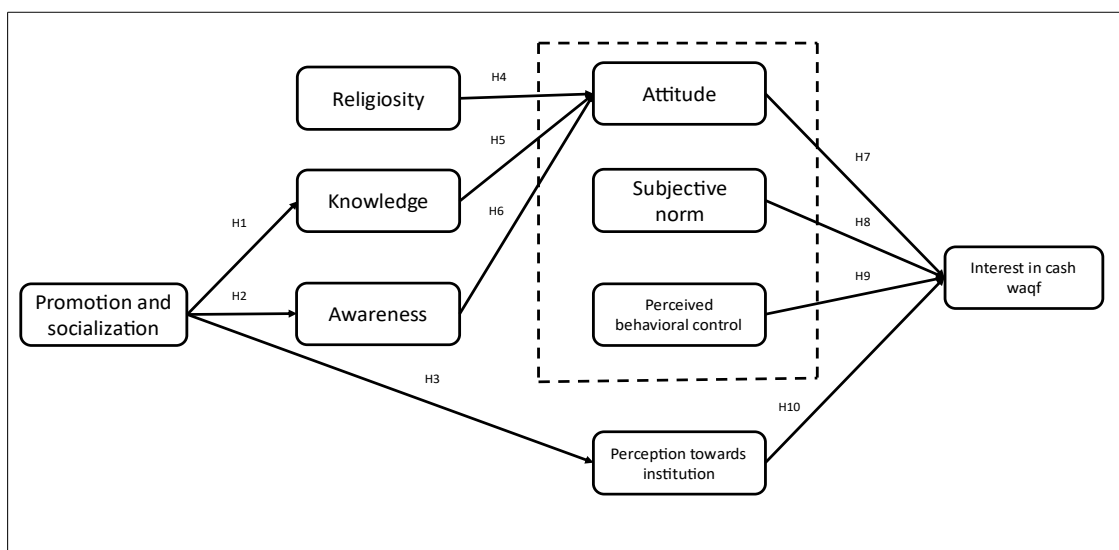 H4
Religiosity
Attitude
H5
H7
Knowledge
Subjective
norm
H6
H1
H8
Interest in cash
waqf
H9
H2
Promotion and
socialization
Awareness
Perceived
behavioral control
H3
H10
Perception towards
institution